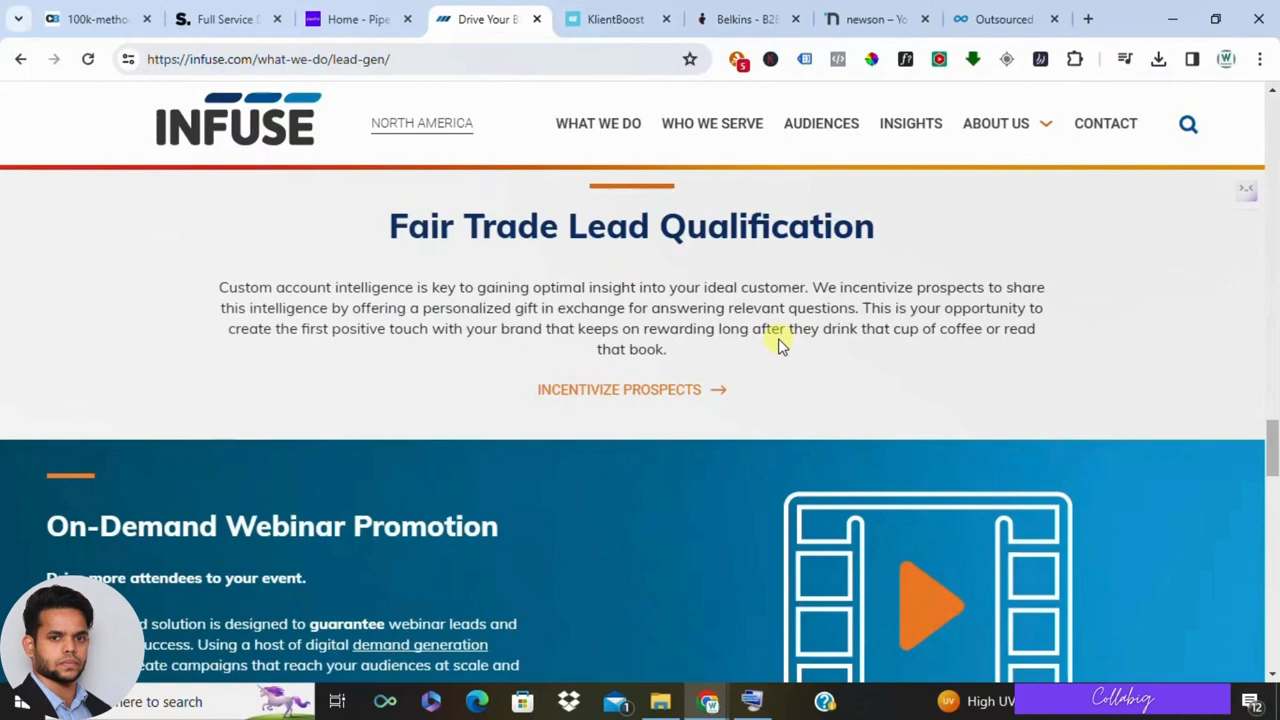 100k-metho
Full Service D
Home - Pipe
Drive Your B
KlientBoost
Belkins - B2B
newson – Yo
Outsourced
https://infuse.com/what-we-do/lead-gen/
5
INFUSE
NORTH AMERICA
WHAT WE DO
WHO WE SERVE
AUDIENCES
INSIGHTS
ABOUT US
CONTACT
Fair Trade Lead Qualification
Custom account intelligence is key to gaining optimal insight into your ideal customer. We incentivize prospects to share
this intelligence by offering a personalized gift in exchange for answering relevant questions. This is your opportunity to
create the first positive touch with your brand that keeps on rewarding long after they drink that cup of coffee or read
that book.
INCENTIVIZE PROSPECTS →
On-Demand Webinar Promotion
more attendees to your event.
d solution is designed to guarantee webinar leads and
uccess. Using a host of digital demand generation
eate campaigns that reach your audiences at scale and
here to search
1
UV
High UV
Collabig
12